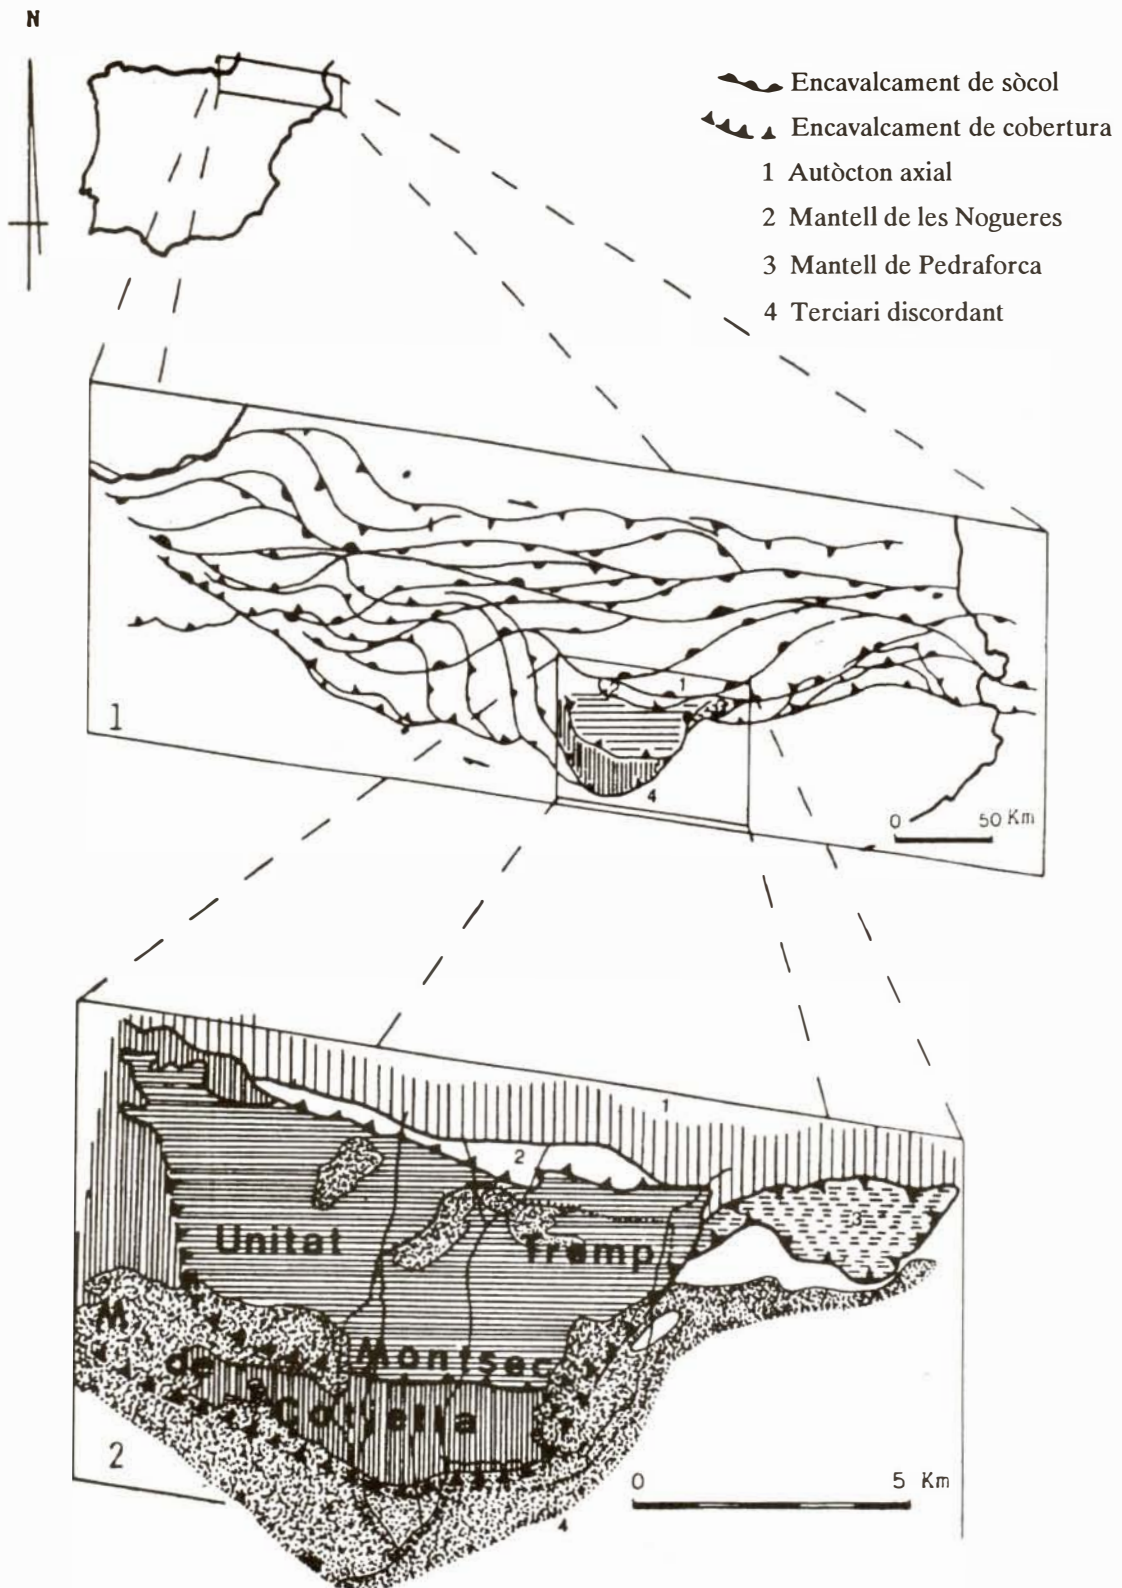 N
Encavalcament de sòcol
Encavalcament de cobertura
1 Autòcton axial
2 Mantell de les Nogueres
3 Mantell de Pedraforca
4 Terciari discordant
1
1
4
0 50 Km
1
2
3
Unitat Tremp
M
Montsec
de
Cotiella
2
0 5 Km
4